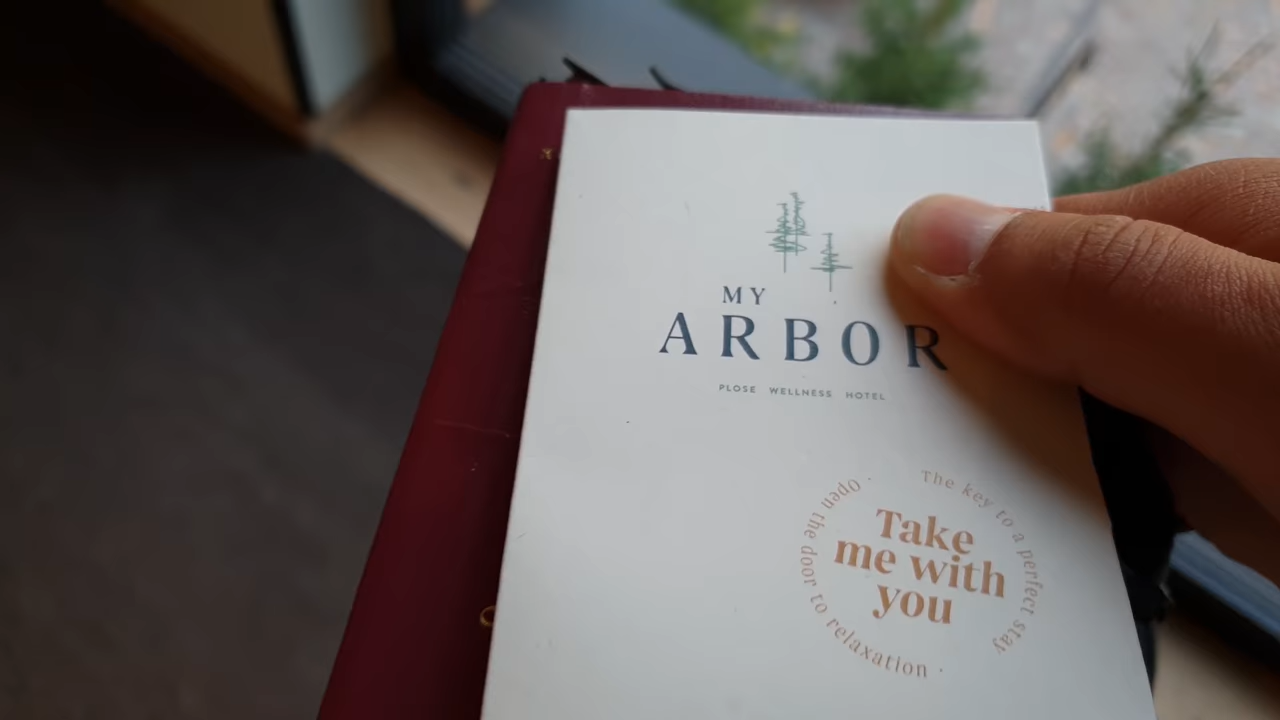 MY
ARBOR
PLOSE WELLNESS HOTEL
The key to a perfect stay
Open the door to relaxation
Take
me with
you